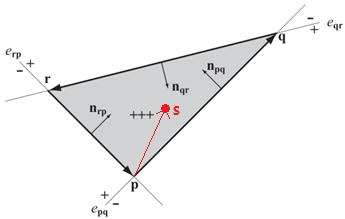 − e_qr
q +
e_rp
− +
r
n_pq
n_qr
s
n_rp +++
p
e_pq + −